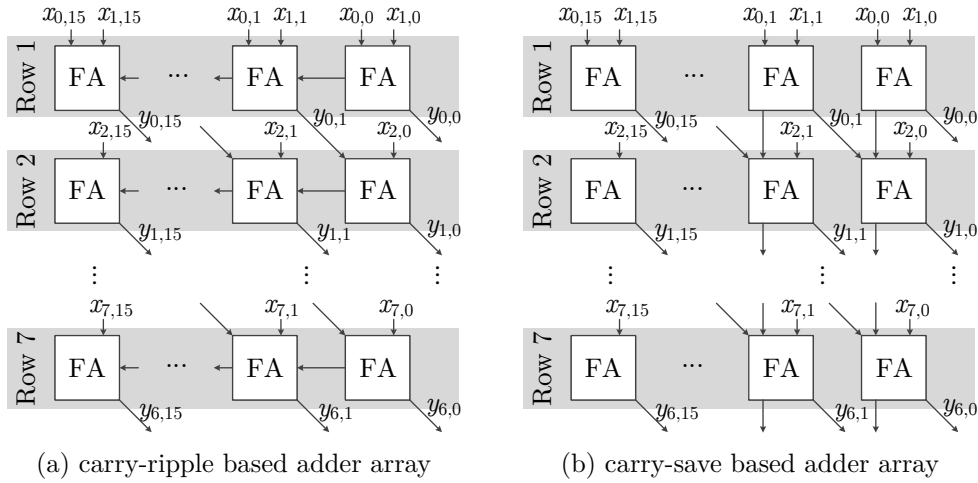 x0,15 x1,15 x0,1 x1,1 x0,0 x1,0 x0,15 x1,15 x0,1 x1,1 x0,0 x1,0
Row 1 FA ... FA FA Row 1 FA ... FA FA
y0,15 y0,1 y0,0 y0,15 y0,1 y0,0
x2,15 x2,1 x2,0 x2,15 x2,1 x2,0
Row 2 FA ... FA FA Row 2 FA ... FA FA
y1,15 y1,1 y1,0 y1,15 y1,1 y1,0
x7,15 x7,1 x7,0 x7,15 x7,1 x7,0
Row 7 FA ... FA FA Row 7 FA ... FA FA
y6,15 y6,1 y6,0 y6,15 y6,1 y6,0
(a) carry-ripple based adder array (b) carry-save based adder array